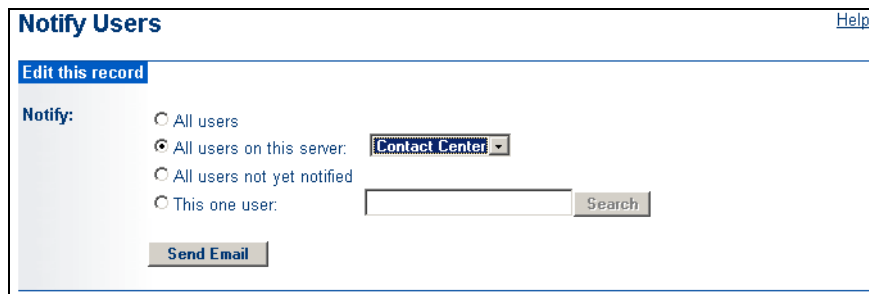 Notify Users
Help
Edit this record
Notify:
All users
All users on this server: Contact Center
All users not yet notified
This one user: Search
Send Email